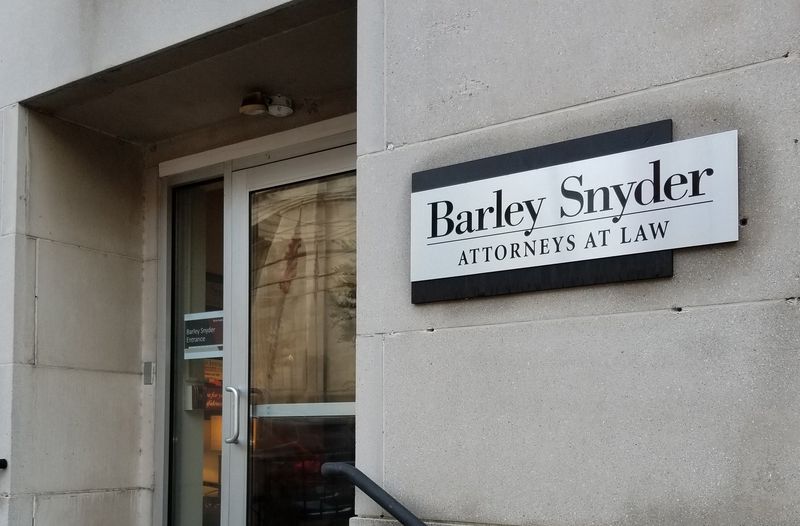 Barley Snyder
ATTORNEYS AT LAW
Barley Snyder
Entrance